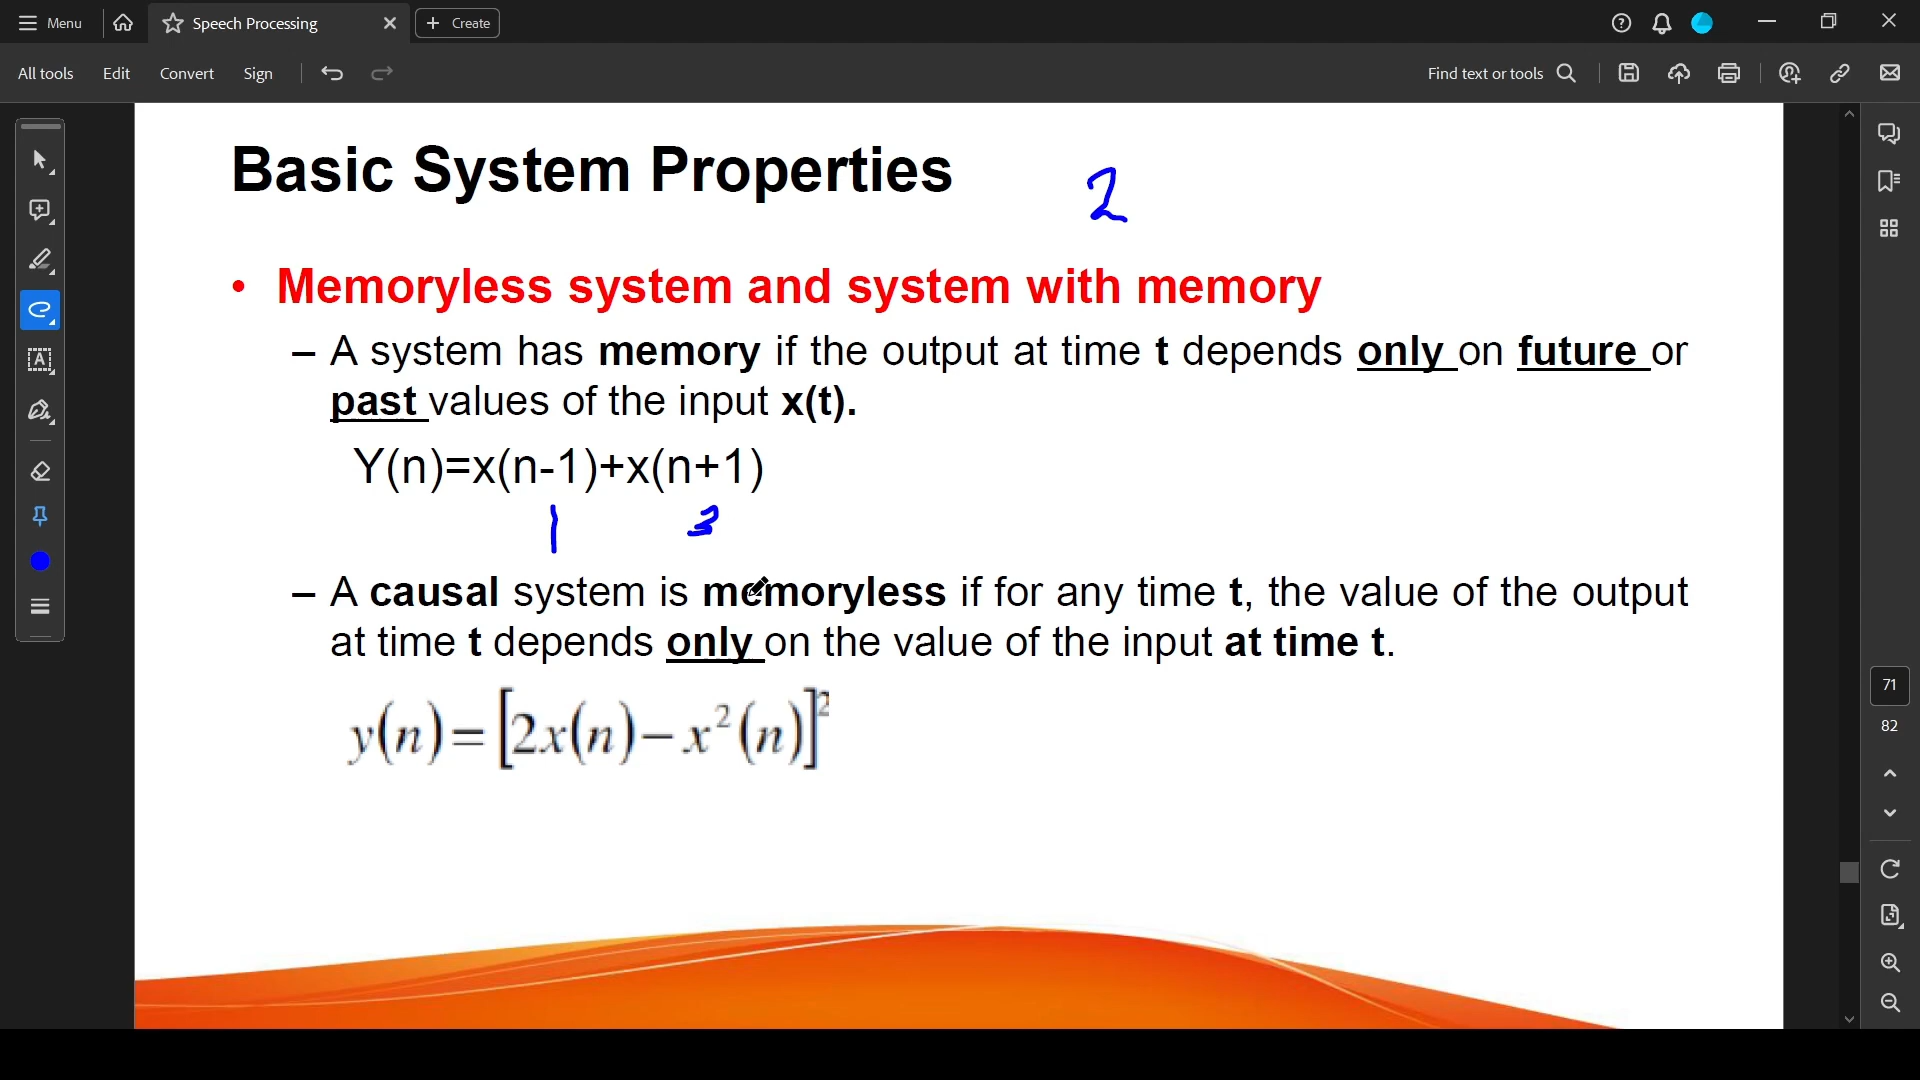 Menu
Speech Processing
Create
All tools
Edit
Convert
Sign
Find text or tools
Basic System Properties
2
• Memoryless system and system with memory
– A system has memory if the output at time t depends only on future or
past values of the input x(t).
Y(n)=x(n-1)+x(n+1)
1 3
– A causal system is memoryless if for any time t, the value of the output
at time t depends only on the value of the input at time t.
y(n) = [2x(n) – x²(n)]²
71
82